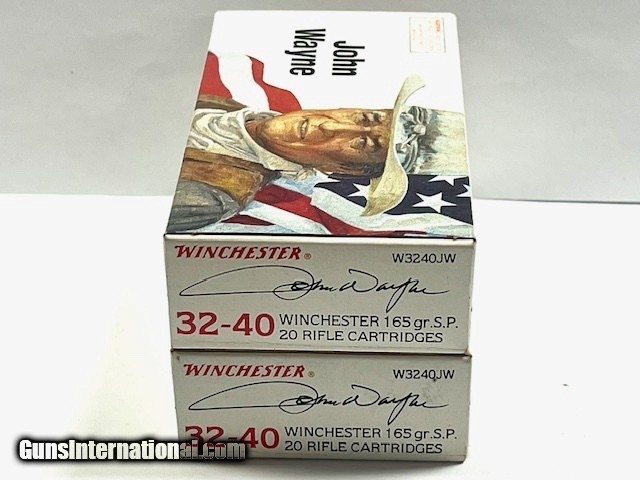 John
Wayne
WINCHESTER®
W3240JW
John Wayne
32-40 WINCHESTER 165 gr. S.P.
20 RIFLE CARTRIDGES
WINCHESTER®
W3240JW
John Wayne
32-40 WINCHESTER 165 gr. S.P.
20 RIFLE CARTRIDGES
GunsInternational.com